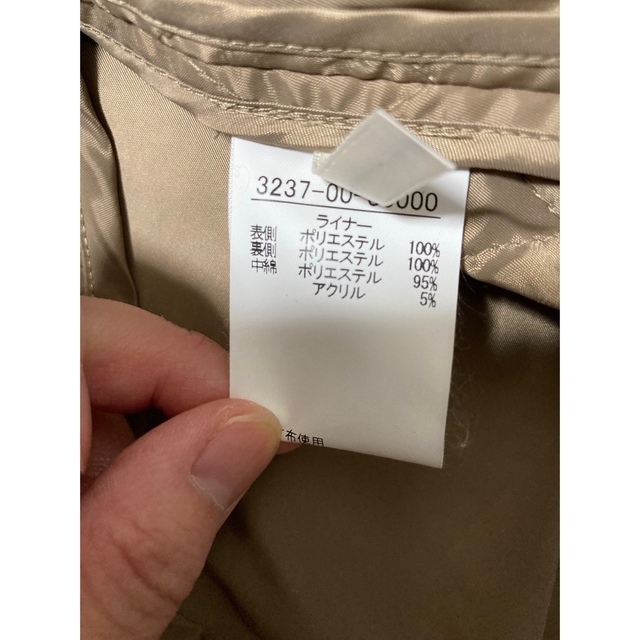 3237-00-    000
ライナー
表側 ポリエステル 100%
裏側 ポリエステル 100%
中綿 ポリエステル 95%
アクリル 5%
布使用